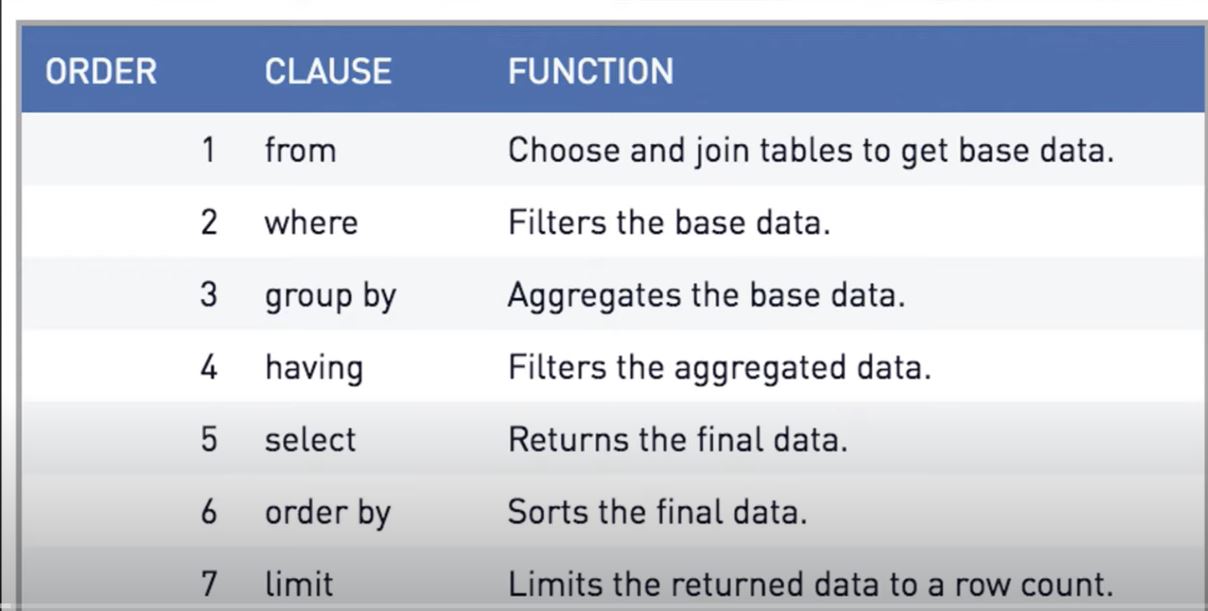 ORDER CLAUSE FUNCTION
1 from Choose and join tables to get base data.
2 where Filters the base data.
3 group by Aggregates the base data.
4 having Filters the aggregated data.
5 select Returns the final data.
6 order by Sorts the final data.
7 limit Limits the returned data to a row count.